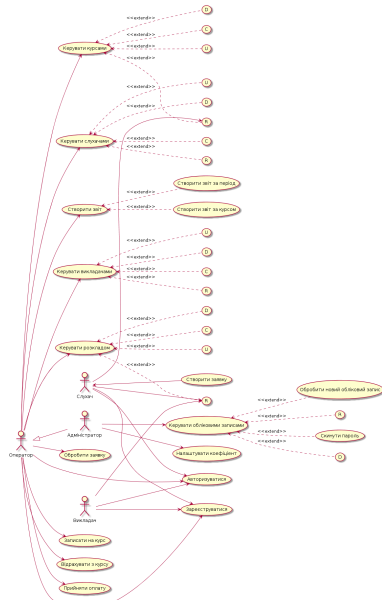 D
<<extend>>
C
<<extend>>
Керувати курсами
<<extend>>
U
<<extend>>
U
<<extend>>
D
<<extend>>
R
Керувати слухачами
<<extend>>
C
<<extend>>
R
Створити звіт за період
<<extend>>
Створити звіт
<<extend>>
Створити звіт за курсом
U
<<extend>>
D
<<extend>>
Керувати викладачами
<<extend>>
C
<<extend>>
R
D
<<extend>>
C
<<extend>>
Керувати розкладом
<<extend>>
U
<<extend>>
Створити заявку
Слухач
Обробити новий обліковий запис
<<extend>>
R
R
<<extend>>
Адміністратор
Керувати обліковими записами
<<extend>>
Скинути пароль
<<extend>>
Оператор
Обробити заявку
Налаштувати коефіцієнт
D
Авторизуватися
Викладач
Зареєструватися
Записати на курс
Відрахувати з курсу
Прийняти оплату